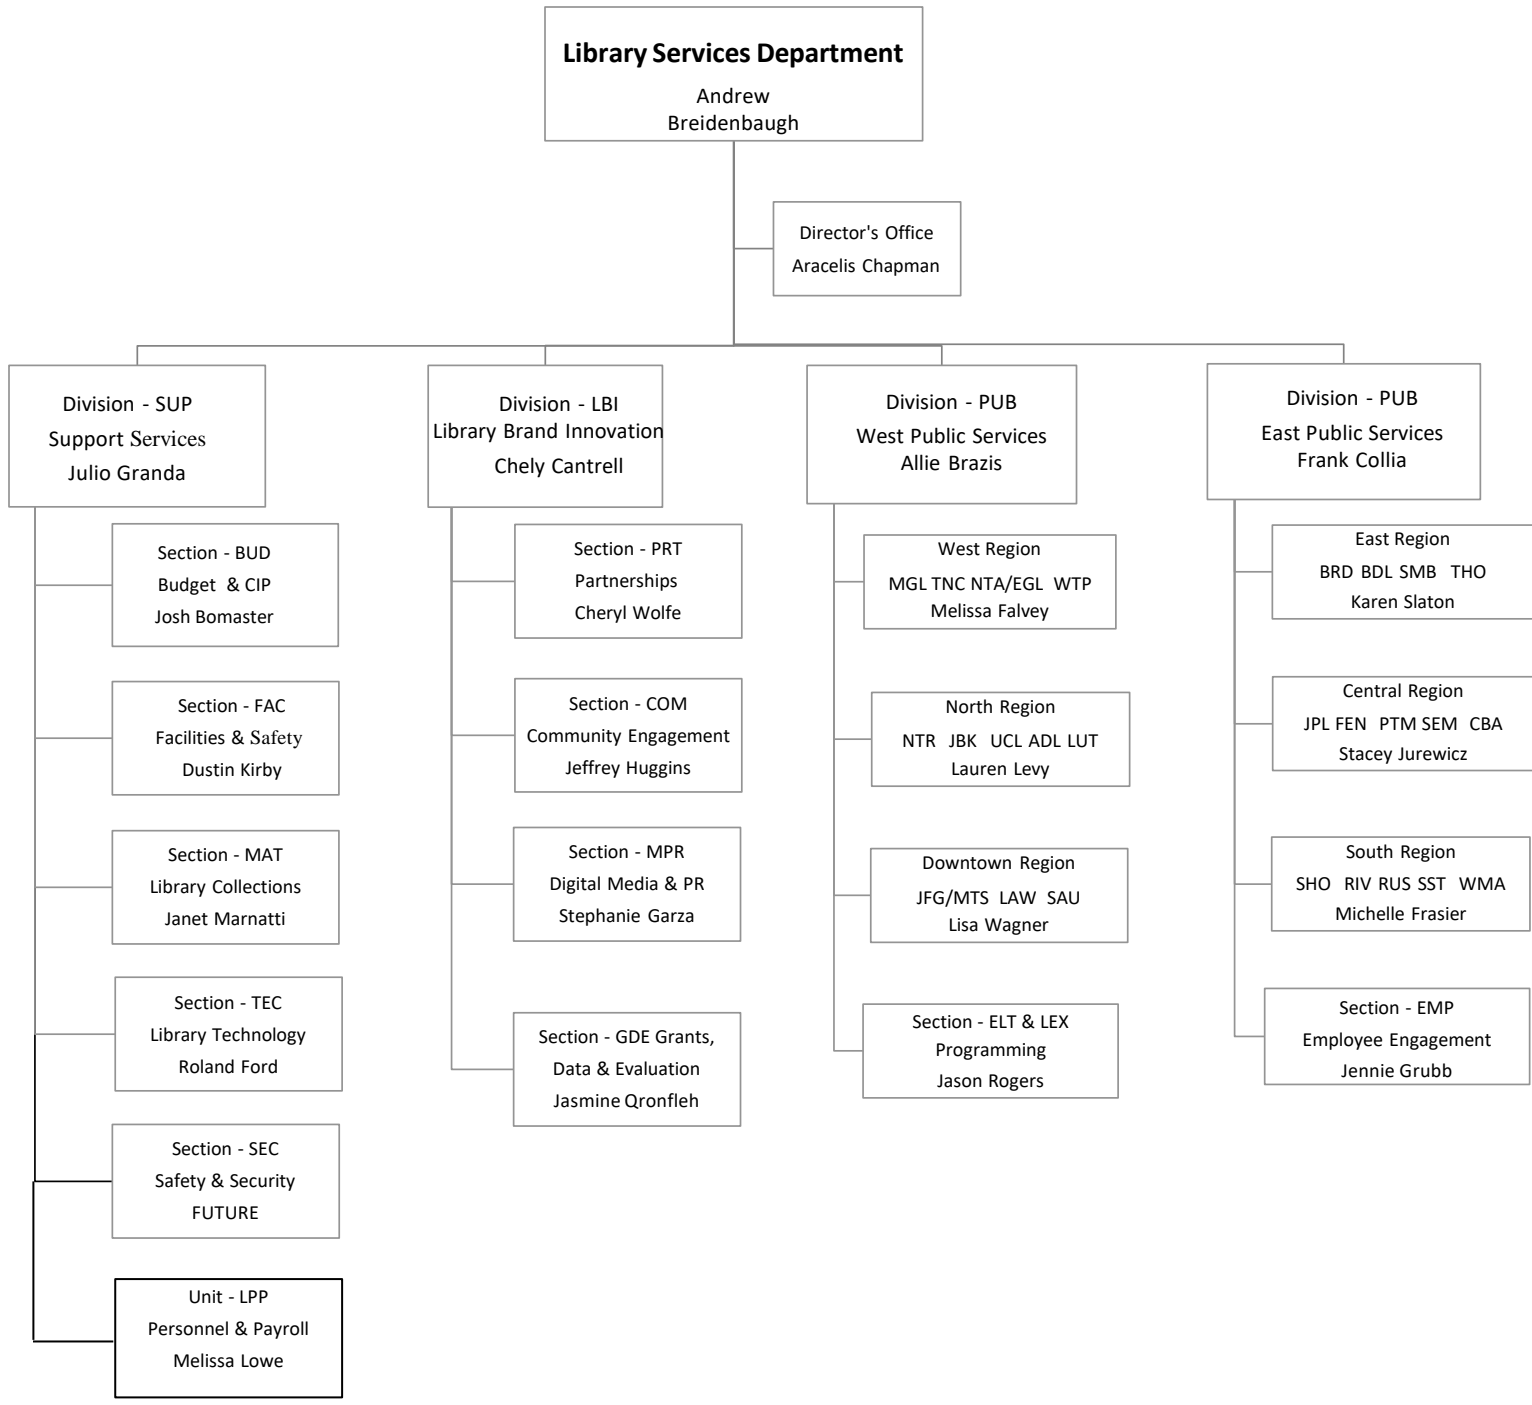 Library Services Department
Andrew
Breidenbaugh
Director's Office
Aracelis Chapman
Division - SUP
Support Services
Julio Granda
Section - BUD
Budget & CIP
Josh Bomaster
Section - FAC
Facilities & Safety
Dustin Kirby
Section - MAT
Library Collections
Janet Marnatti
Section - TEC
Library Technology
Roland Ford
Section - SEC
Safety & Security
FUTURE
Unit - LPP
Personnel & Payroll
Melissa Lowe
Division - LBI
Library Brand Innovation
Chely Cantrell
Section - PRT
Partnerships
Cheryl Wolfe
Section - COM
Community Engagement
Jeffrey Huggins
Section - MPR
Digital Media & PR
Stephanie Garza
Section - GDE Grants,
Data & Evaluation
Jasmine Qronfleh
Division - PUB
West Public Services
Allie Brazis
West Region
MGL TNC NTA/EGL WTP
Melissa Falvey
North Region
NTR JBK UCL ADL LUT
Lauren Levy
Downtown Region
JFG/MTS LAW SAU
Lisa Wagner
Section - ELT & LEX
Programming
Jason Rogers
Division - PUB
East Public Services
Frank Collia
East Region
BRD BDL SMB THO
Karen Slaton
Central Region
JPL FEN PTM SEM CBA
Stacey Jurewicz
South Region
SHO RIV RUS SST WMA
Michelle Frasier
Section - EMP
Employee Engagement
Jennie Grubb